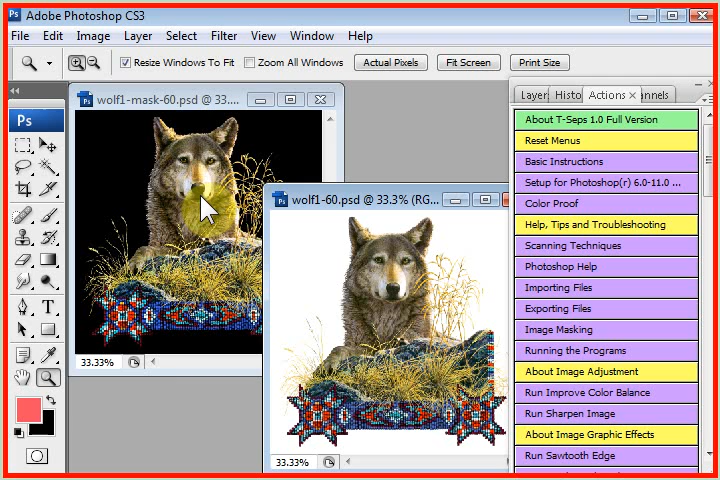 Ps Adobe Photoshop CS3
File Edit Image Layer Select Filter View Window Help
Resize Windows To Fit Zoom All Windows Actual Pixels Fit Screen Print Size
Ps
wolf1-mask-60.psd @ 33....
33.33%
wolf1-60.psd @ 33.3% (RG...
33.33%
Layer Histo Actions × annels
About T-Seps 1.0 Full Version
Reset Menus
Basic Instructions
Setup for Photoshop(r) 6.0-11.0 ...
Color Proof
Help, Tips and Troubleshooting
Scanning Techniques
Photoshop Help
Importing Files
Exporting Files
Image Masking
Running the Programs
About Image Adjustment
Run Improve Color Balance
Run Sharpen Image
About Image Graphic Effects
Run Sawtooth Edge